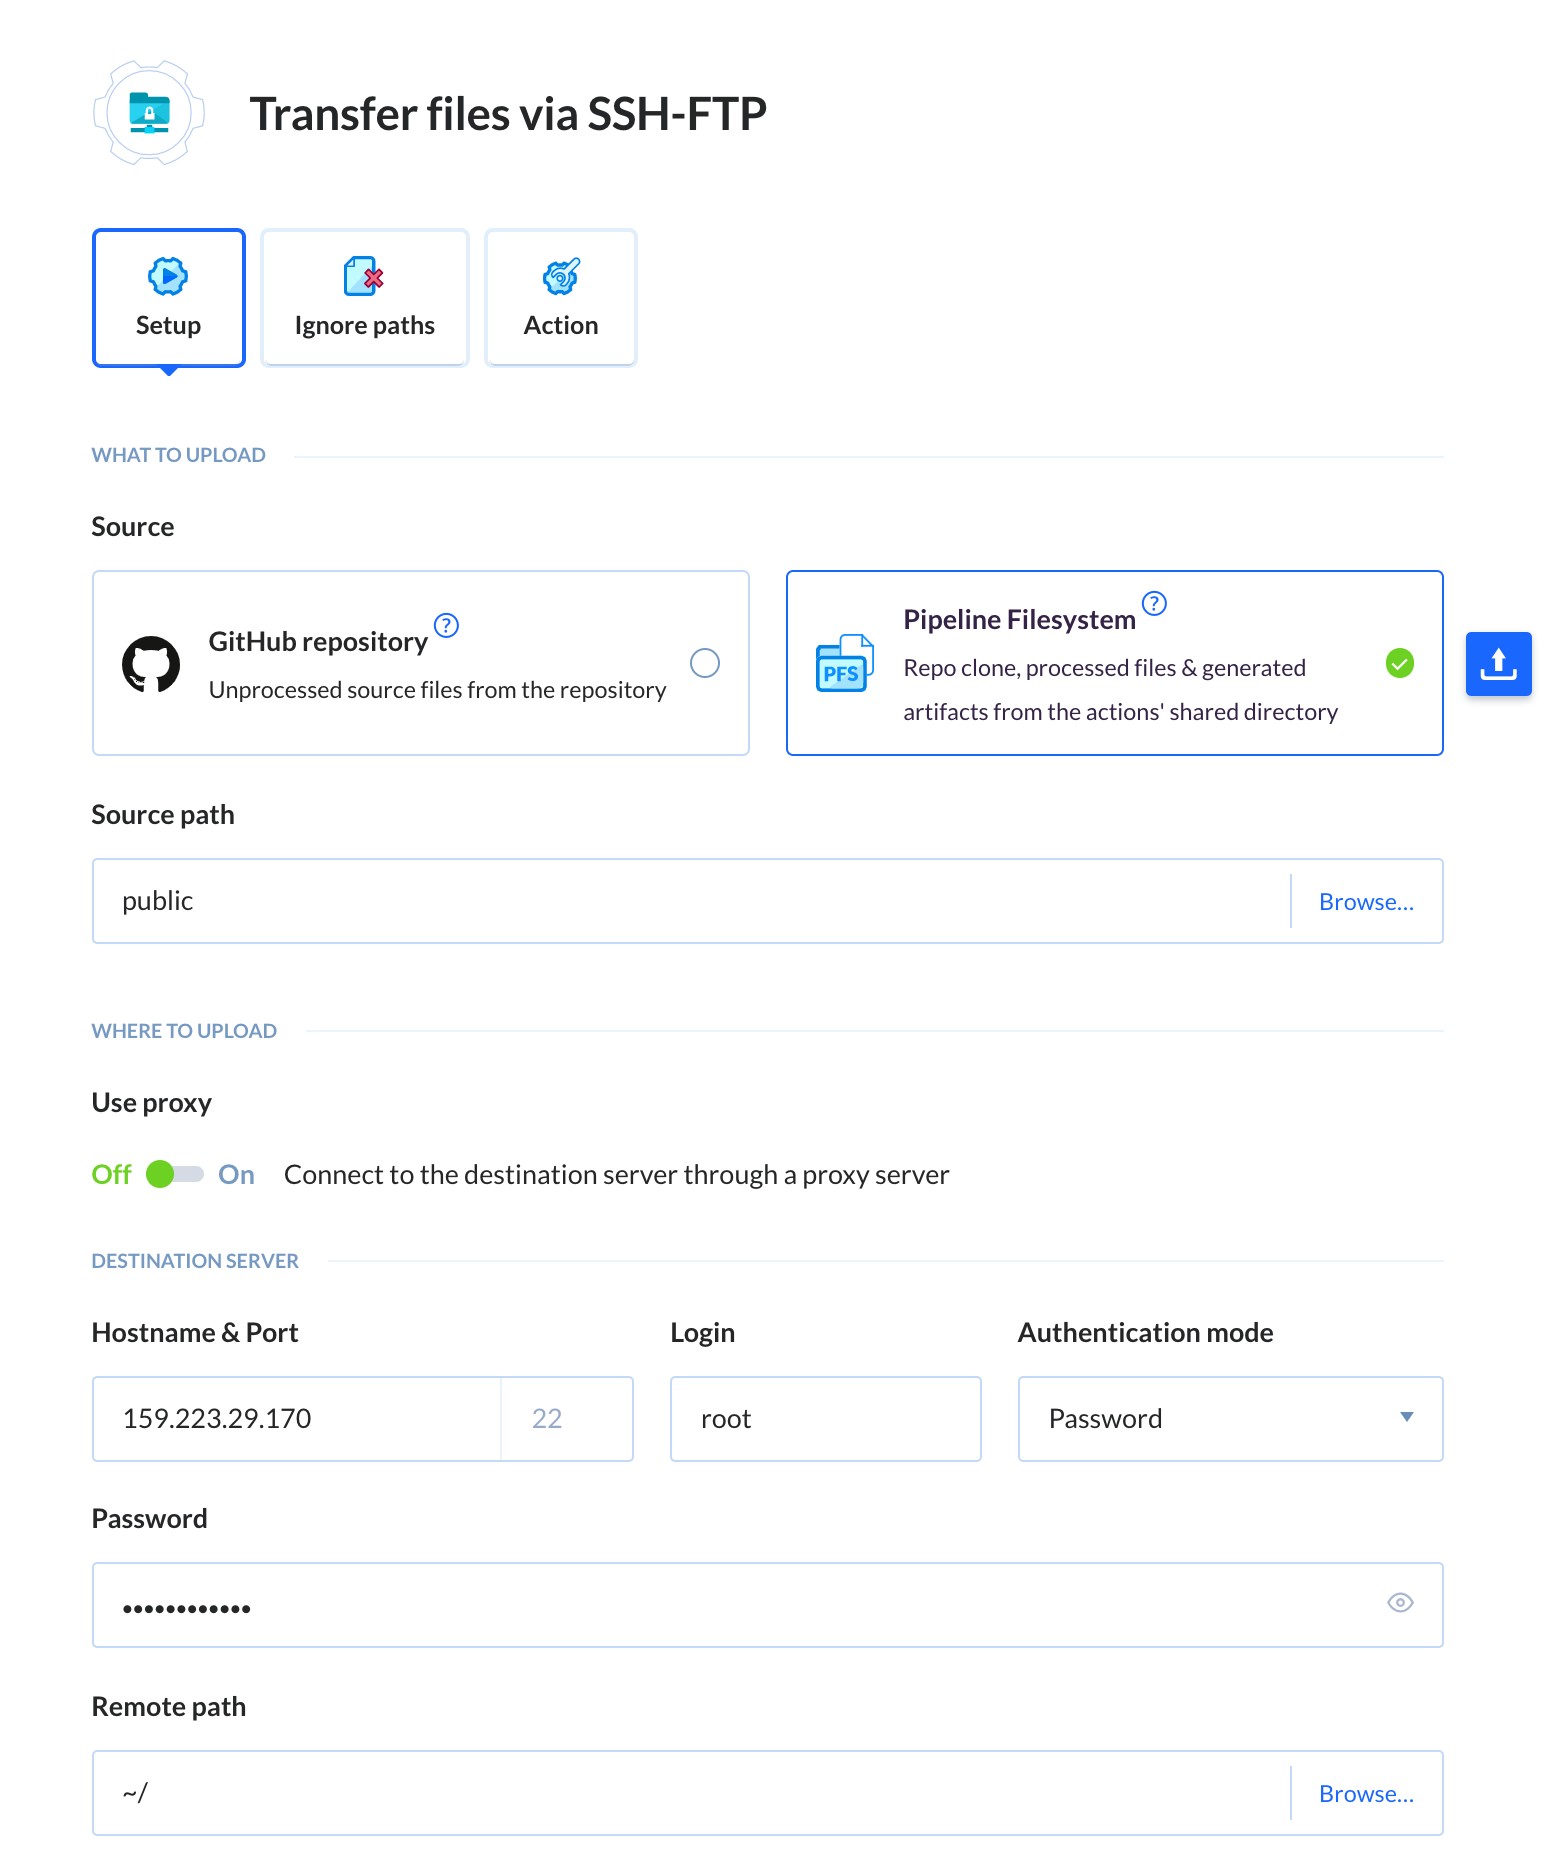 Transfer files via SSH-FTP
Setup
Ignore paths
Action
WHAT TO UPLOAD
Source
GitHub repository ?
Unprocessed source files from the repository
PFS
Pipeline Filesystem ?
Repo clone, processed files & generated
artifacts from the actions' shared directory
Source path
public
Browse...
WHERE TO UPLOAD
Use proxy
Off On Connect to the destination server through a proxy server
DESTINATION SERVER
Hostname & Port
Login
Authentication mode
159.223.29.170
22
root
Password
Password
••••••••••••
Remote path
~/
Browse...